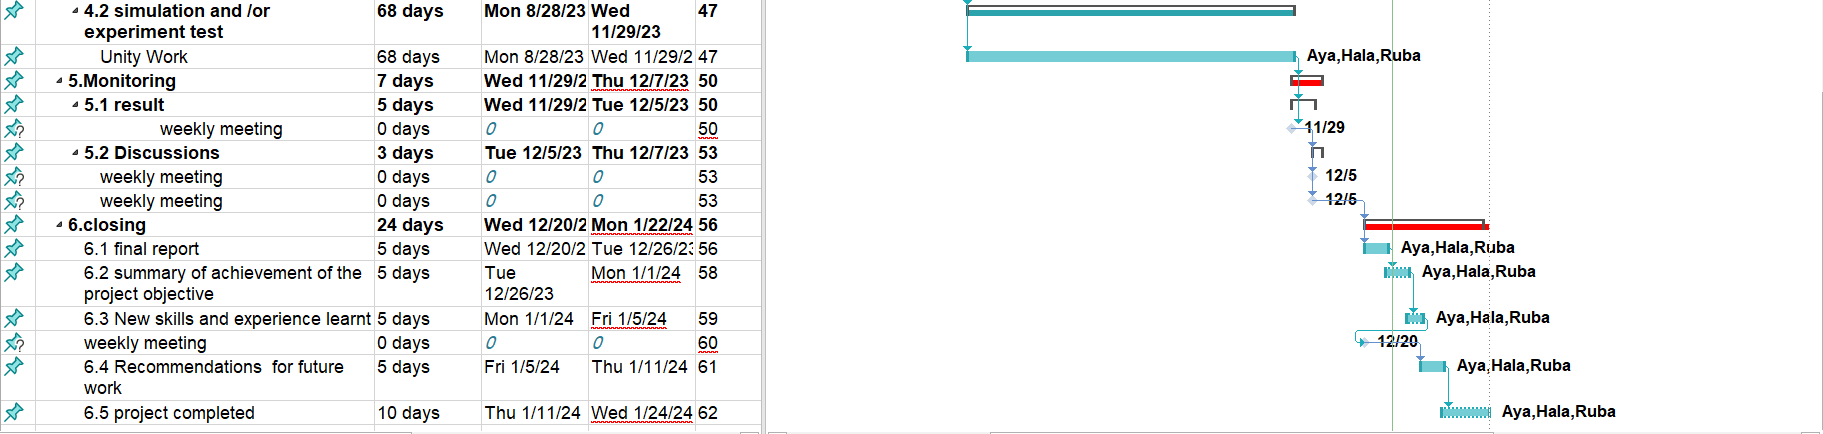 4.2 simulation and /or experiment test 68 days Mon 8/28/23 Wed 11/29/23 47
Unity Work 68 days Mon 8/28/23 Wed 11/29/2 47 Aya,Hala,Ruba
5.Monitoring 7 days Wed 11/29/2 Thu 12/7/23 50
5.1 result 5 days Wed 11/29/2 Tue 12/5/23 50
weekly meeting 0 days 0 0 50 11/29
5.2 Discussions 3 days Tue 12/5/23 Thu 12/7/23 53
weekly meeting 0 days 0 0 53 12/5
weekly meeting 0 days 0 0 53 12/5
6.closing 24 days Wed 12/20/2 Mon 1/22/24 56
6.1 final report 5 days Wed 12/20/2 Tue 12/26/23 56 Aya,Hala,Ruba
6.2 summary of achievement of the project objective 5 days Tue 12/26/23 Mon 1/1/24 58 Aya,Hala,Ruba
6.3 New skills and experience learnt 5 days Mon 1/1/24 Fri 1/5/24 59 Aya,Hala,Ruba
weekly meeting 0 days 0 0 60 12/20
6.4 Recommendations for future work 5 days Fri 1/5/24 Thu 1/11/24 61 Aya,Hala,Ruba
6.5 project completed 10 days Thu 1/11/24 Wed 1/24/24 62 Aya,Hala,Ruba